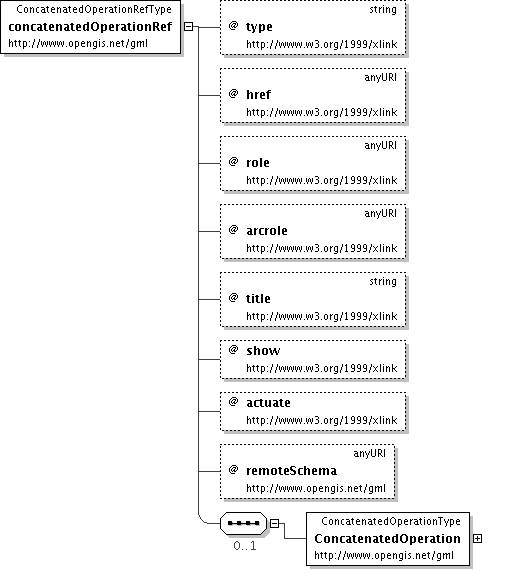 ConcatenatedOperationRefType
concatenatedOperationRef
http://www.opengis.net/gml
string
@ type
http://www.w3.org/1999/xlink
anyURI
@ href
http://www.w3.org/1999/xlink
anyURI
@ role
http://www.w3.org/1999/xlink
anyURI
@ arcrole
http://www.w3.org/1999/xlink
string
@ title
http://www.w3.org/1999/xlink
@ show
http://www.w3.org/1999/xlink
@ actuate
http://www.w3.org/1999/xlink
anyURI
@ remoteSchema
http://www.opengis.net/gml
0..1
ConcatenatedOperationType
ConcatenatedOperation
http://www.opengis.net/gml